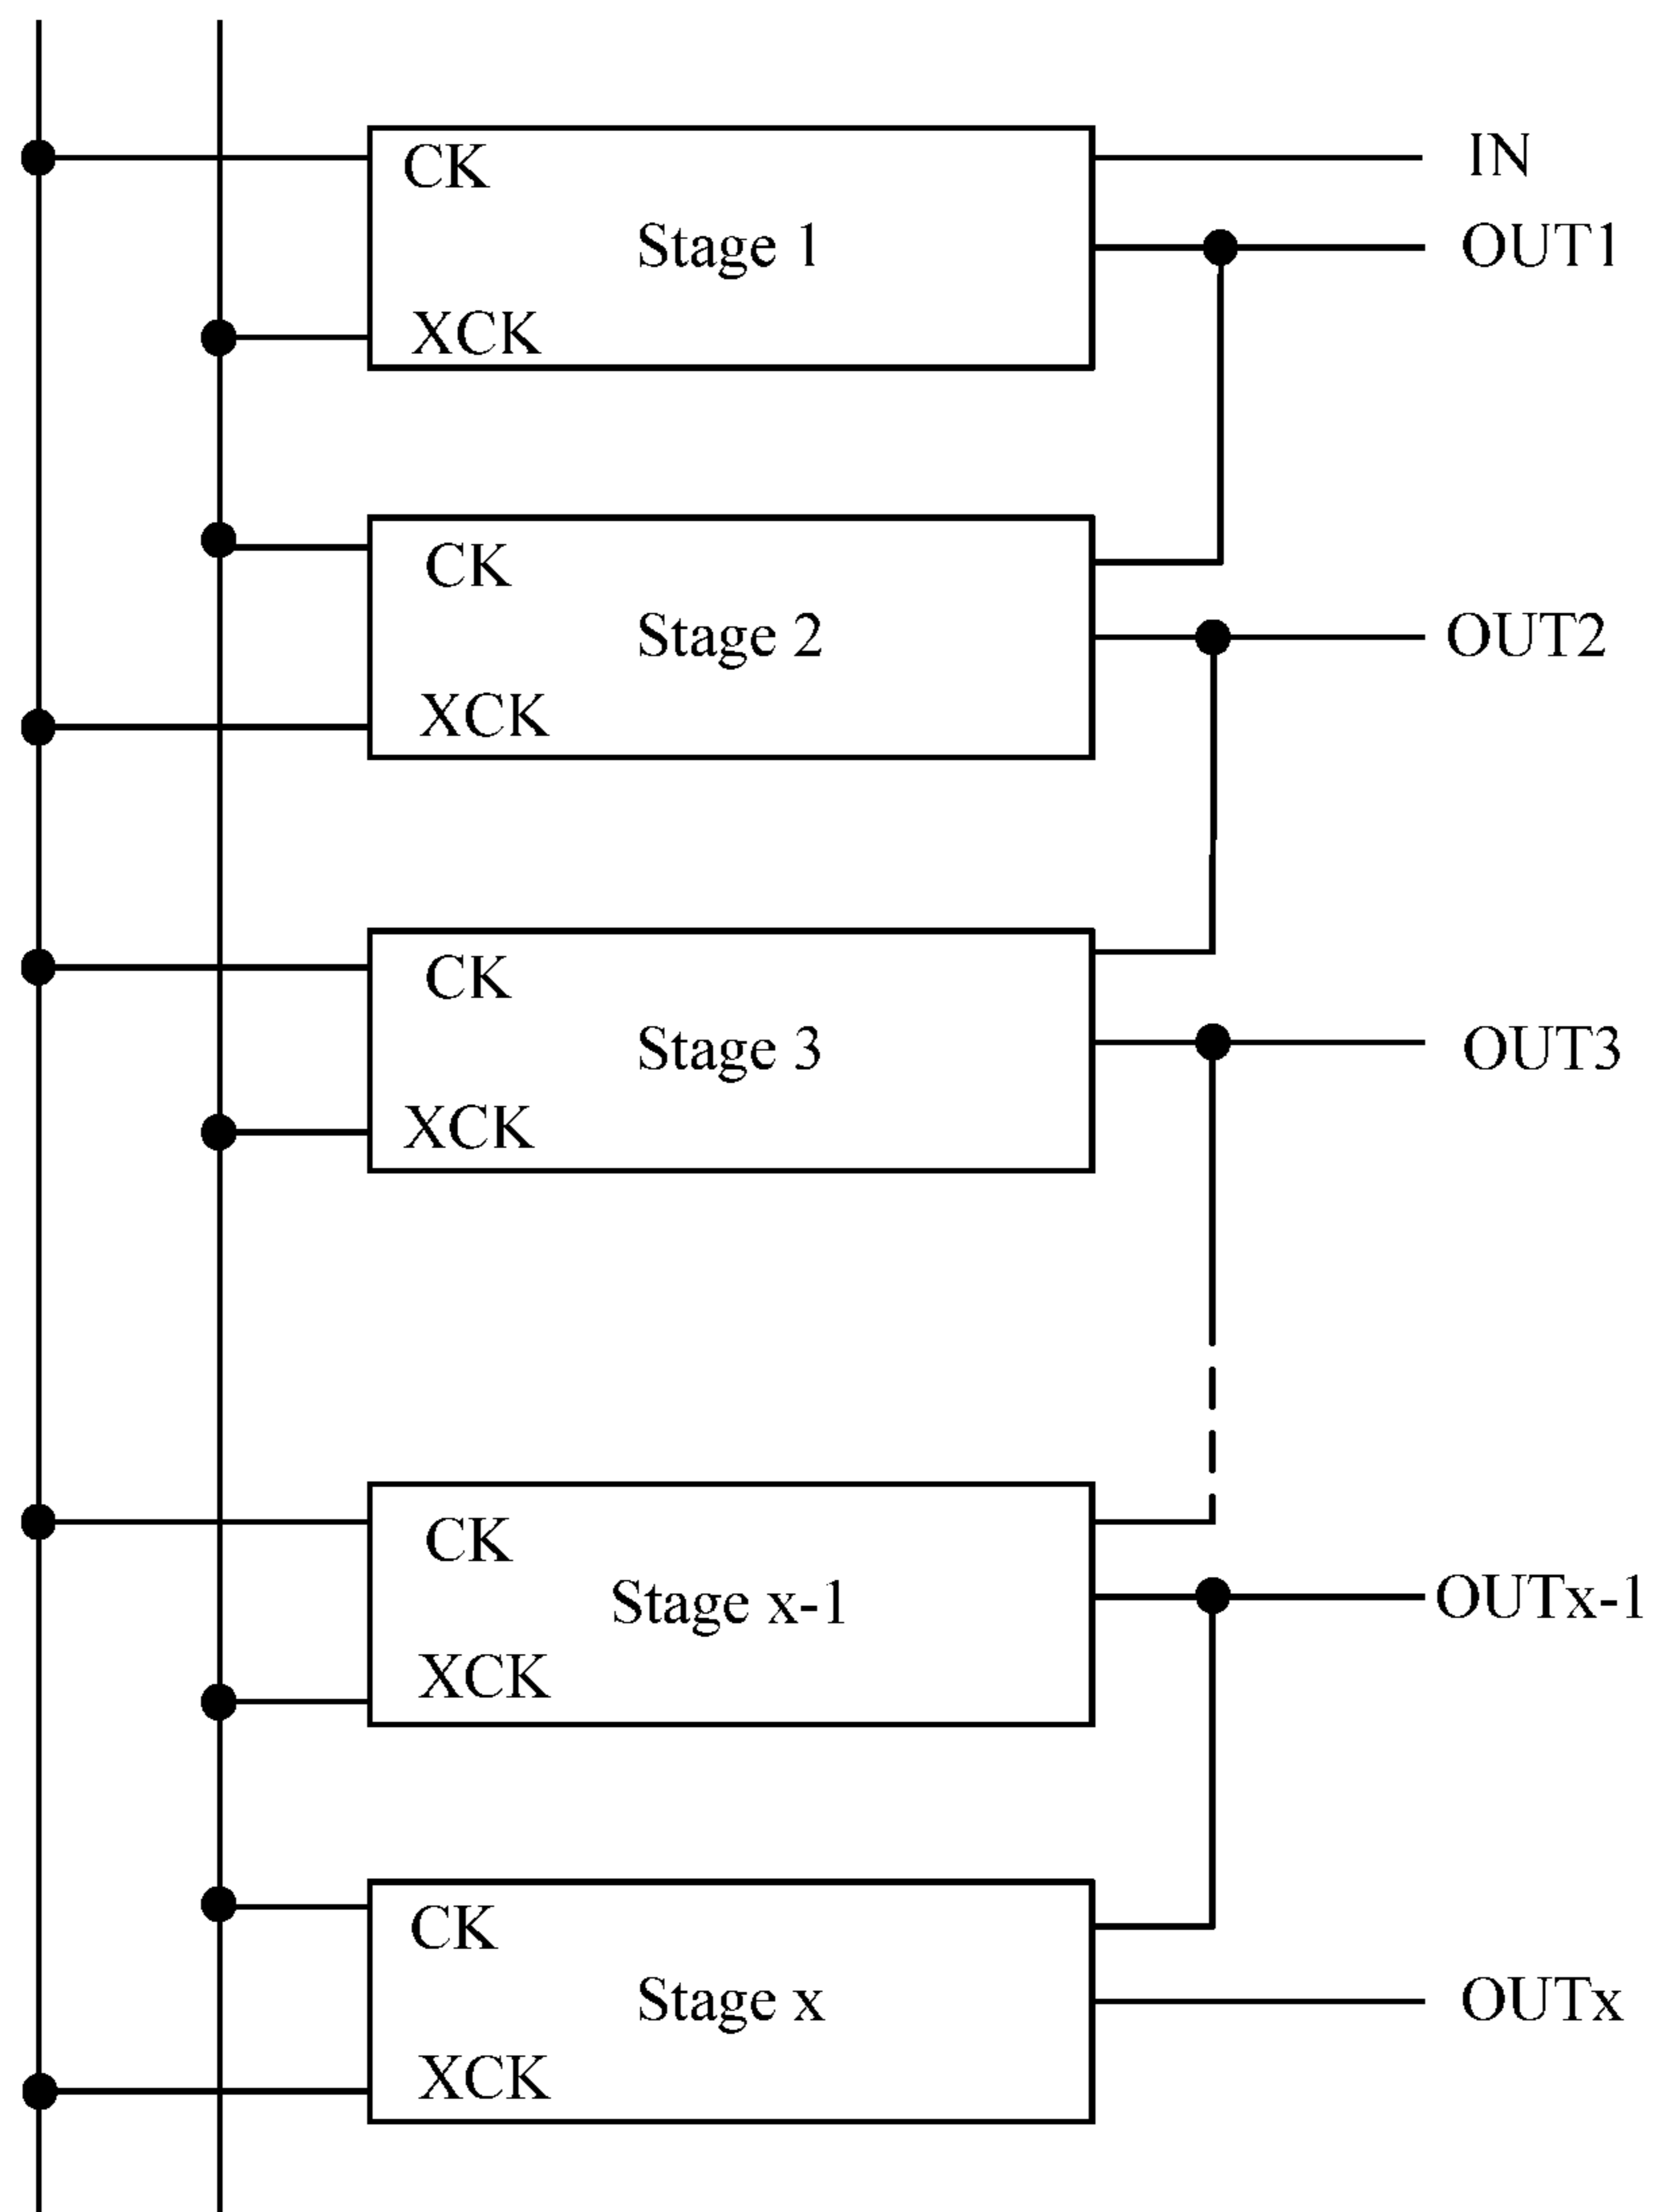 CK
IN
Stage 1
OUT1
XCK
CK
Stage 2
OUT2
XCK
CK
Stage 3
OUT3
XCK
CK
Stage x-1
OUTx-1
XCK
CK
Stage x
OUTx
XCK